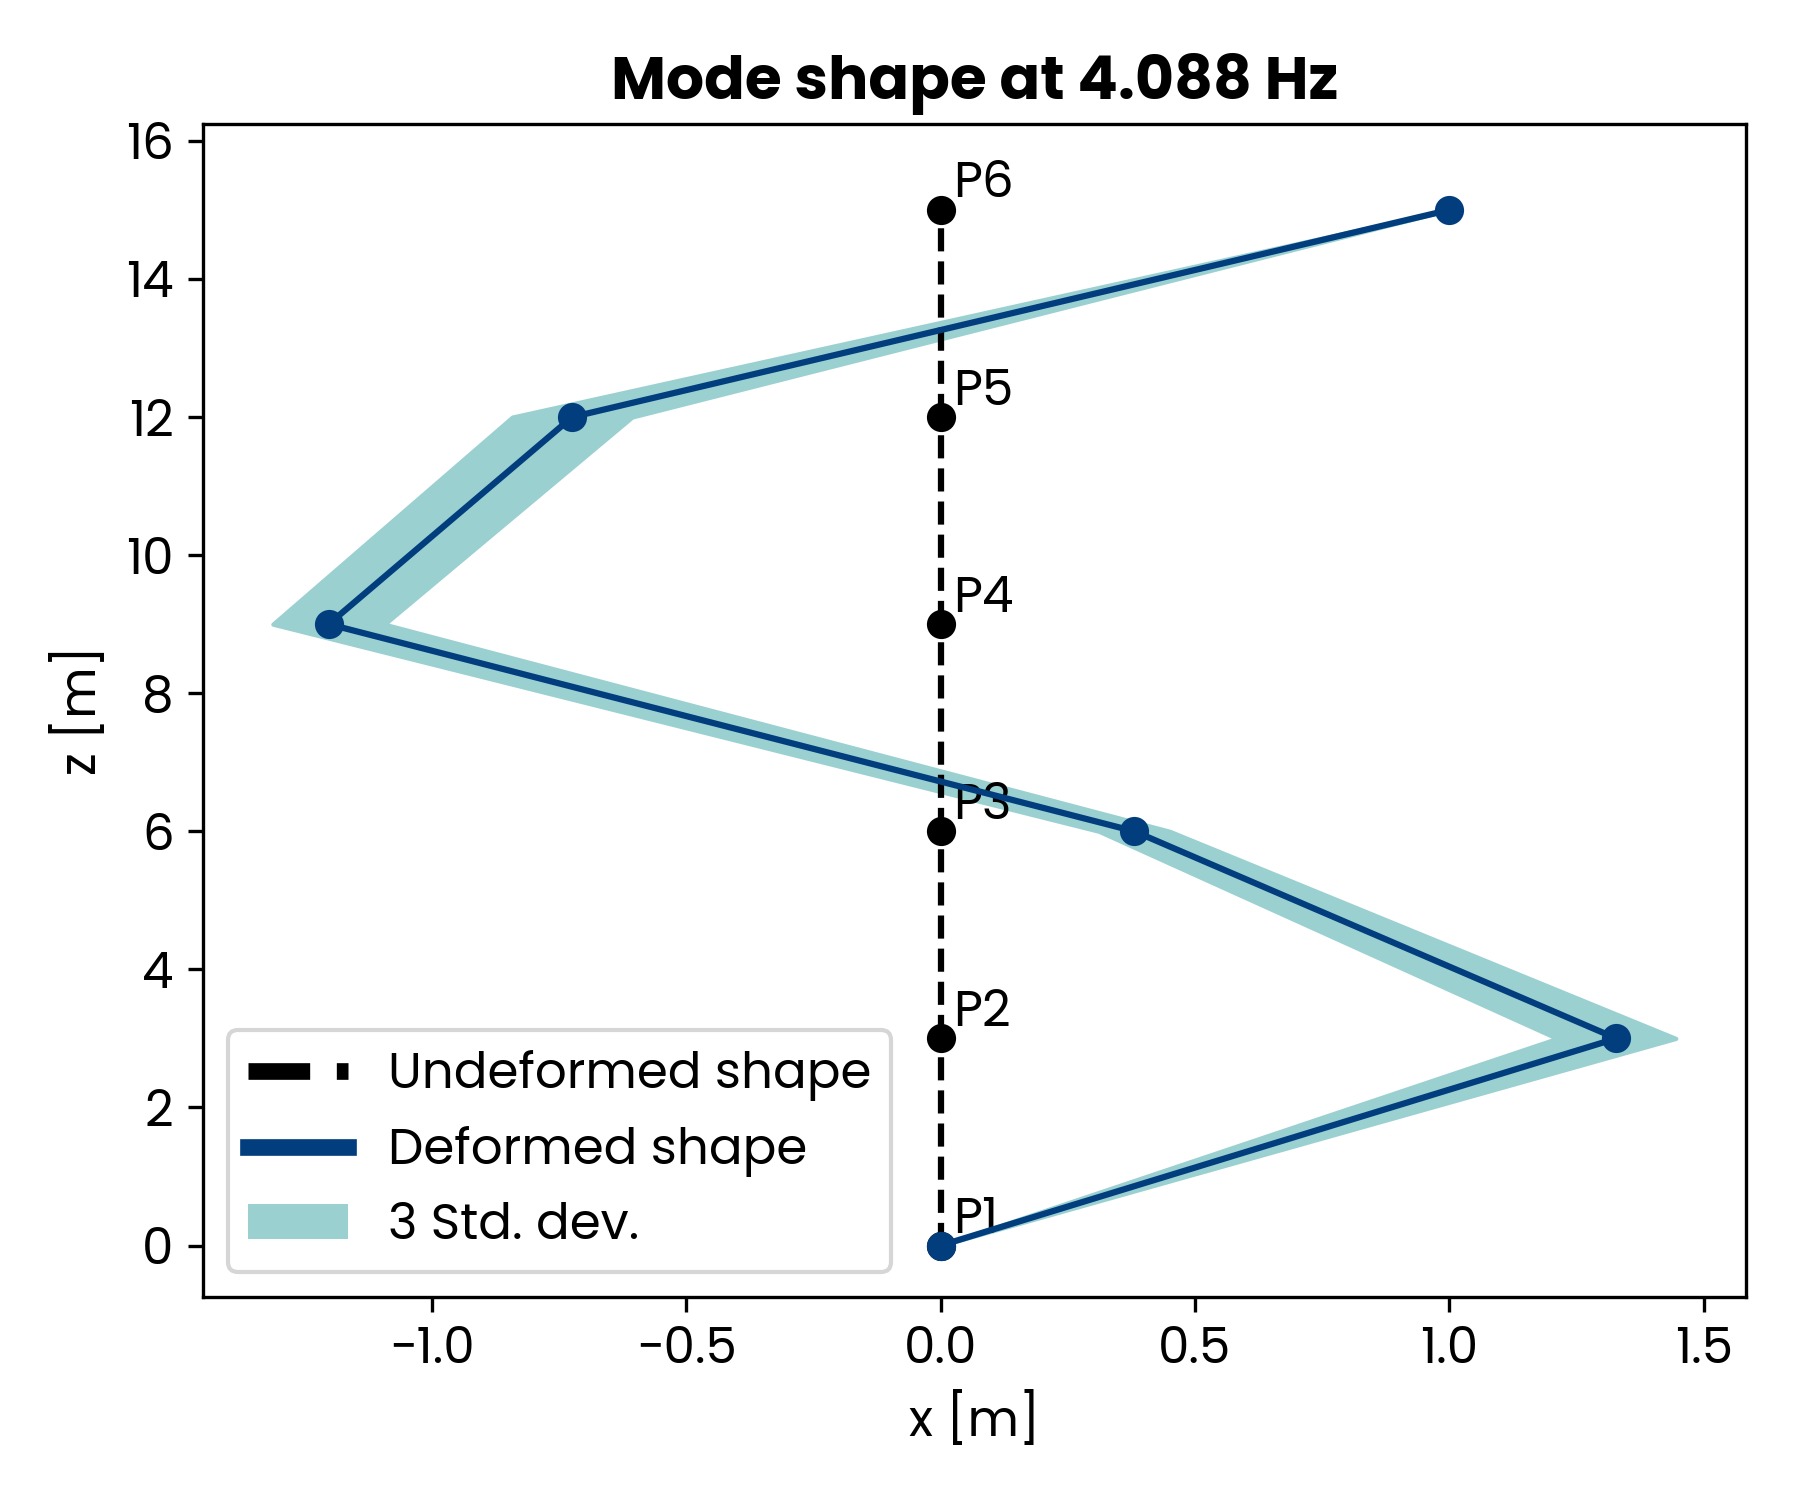 Mode shape at 4.088 Hz
16
14
12
10
8
6
4
2
0
z [m]
P6
P5
P4
P3
P2
P1
Undeformed shape
Deformed shape
3 Std. dev.
−1.0 −0.5 0.0 0.5 1.0 1.5
x [m]